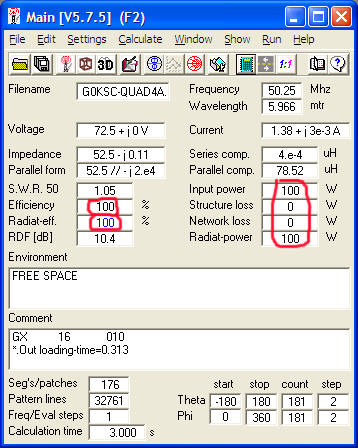 Main [V5.7.5] (F2)
File Edit Settings Calculate Window Show Run Help
3D 1:1
Filename G0KSC-QUAD4A. Frequency 50.25 Mhz
Wavelength 5.966 mtr
Voltage 72.5 + j 0 V Current 1.38 + j 3e-3 A
Impedance 52.5 - j 0.11 Series comp. 4.e-4 uH
Parallel form 52.5 // - j 2.e4 Parallel comp. 78.52 uH
S.W.R. 50 1.05 Input power 100 W
Efficiency 100 % Structure loss 0 W
Radiat-eff. 100 % Network loss 0 W
RDF [dB] 10.4 Radiat-power 100 W
Environment
FREE SPACE
Comment
GX 16 010
*.Out loading-time=0.313
Seg's/patches 176 start stop count step
Pattern lines 32761 Theta -180 180 181 2
Freq/Eval steps 1 Phi 0 360 181 2
Calculation time 3.000 s